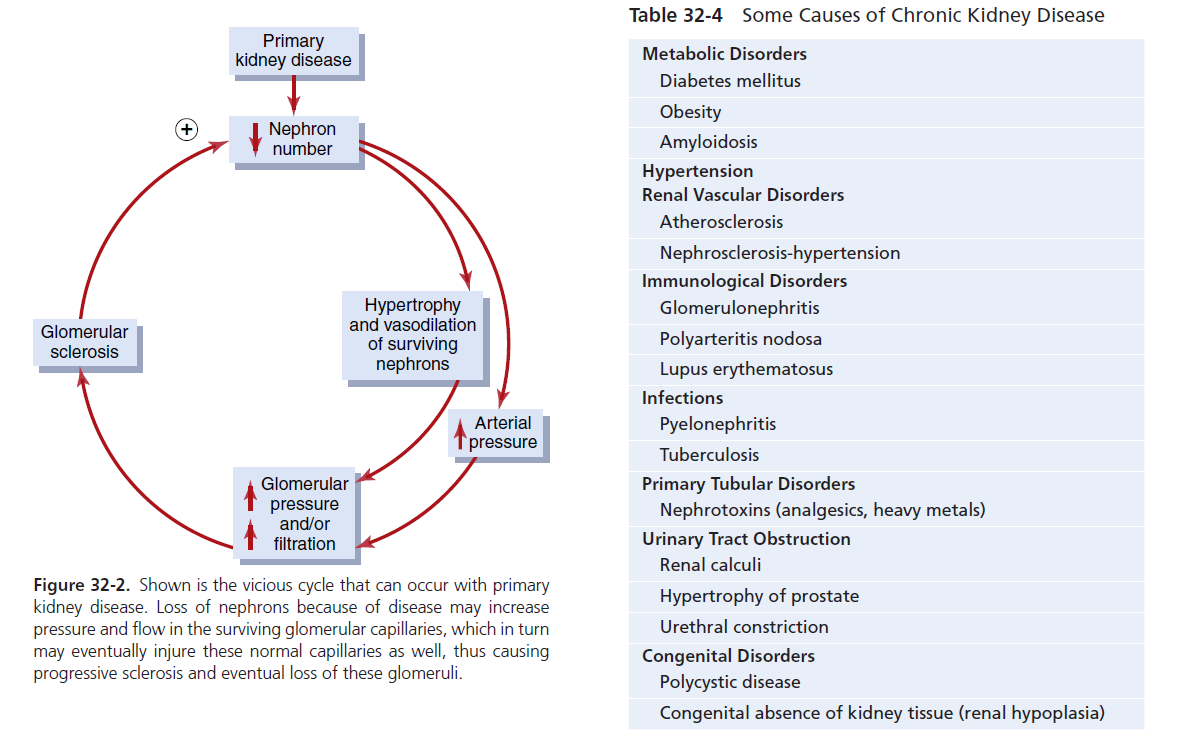 Primary
kidney disease
+
Nephron
number
Hypertrophy
and vasodilation
of surviving
nephrons
Glomerular
sclerosis
Arterial
pressure
Glomerular
pressure
and/or
filtration
Figure 32-2. Shown is the vicious cycle that can occur with primary
kidney disease. Loss of nephrons because of disease may increase
pressure and flow in the surviving glomerular capillaries, which in turn
may eventually injure these normal capillaries as well, thus causing
progressive sclerosis and eventual loss of these glomeruli.
Table 32-4 Some Causes of Chronic Kidney Disease
Metabolic Disorders
Diabetes mellitus
Obesity
Amyloidosis
Hypertension
Renal Vascular Disorders
Atherosclerosis
Nephrosclerosis-hypertension
Immunological Disorders
Glomerulonephritis
Polyarteritis nodosa
Lupus erythematosus
Infections
Pyelonephritis
Tuberculosis
Primary Tubular Disorders
Nephrotoxins (analgesics, heavy metals)
Urinary Tract Obstruction
Renal calculi
Hypertrophy of prostate
Urethral constriction
Congenital Disorders
Polycystic disease
Congenital absence of kidney tissue (renal hypoplasia)